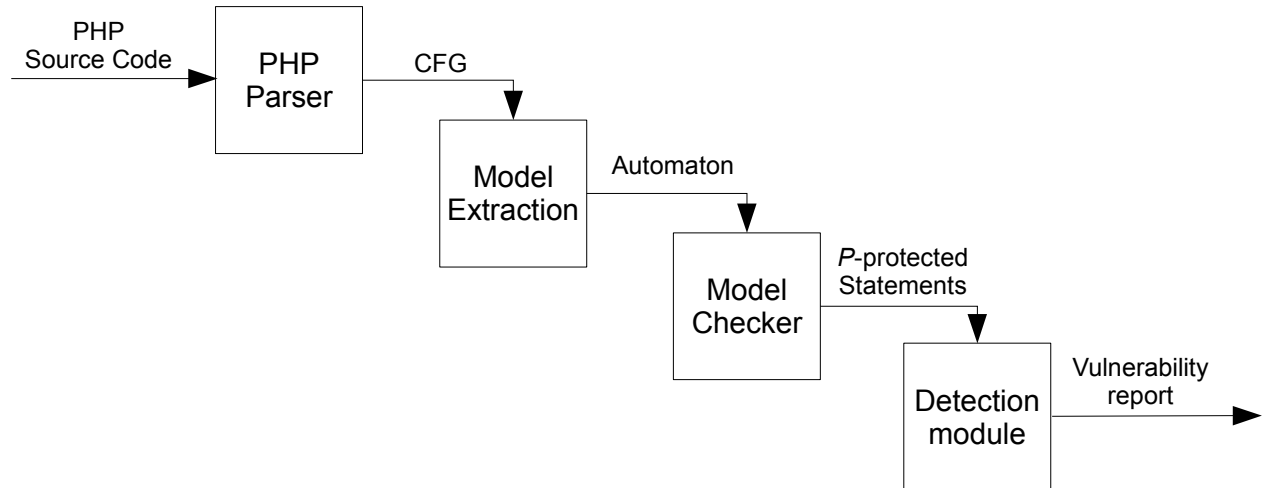 PHP
Source Code
PHP
Parser
CFG
Model
Extraction
Automaton
Model
Checker
P-protected
Statements
Detection
module
Vulnerability
report